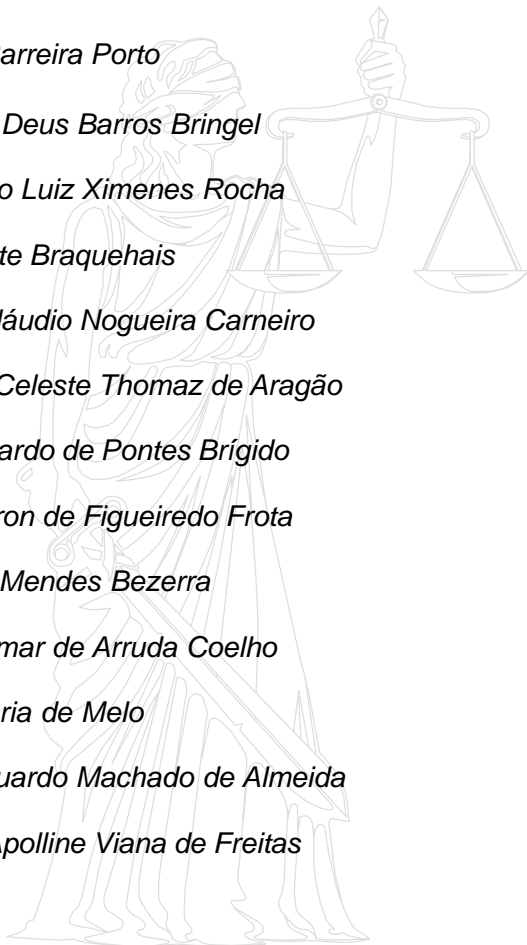 arreira Porto
Deus Barros Bringel
o Luiz Ximenes Rocha
te Braquehais
láudio Nogueira Carneiro
Celeste Thomaz de Aragão
ardo de Pontes Brígido
ron de Figueiredo Frota
Mendes Bezerra
mar de Arruda Coelho
ria de Melo
uardo Machado de Almeida
polline Viana de Freitas